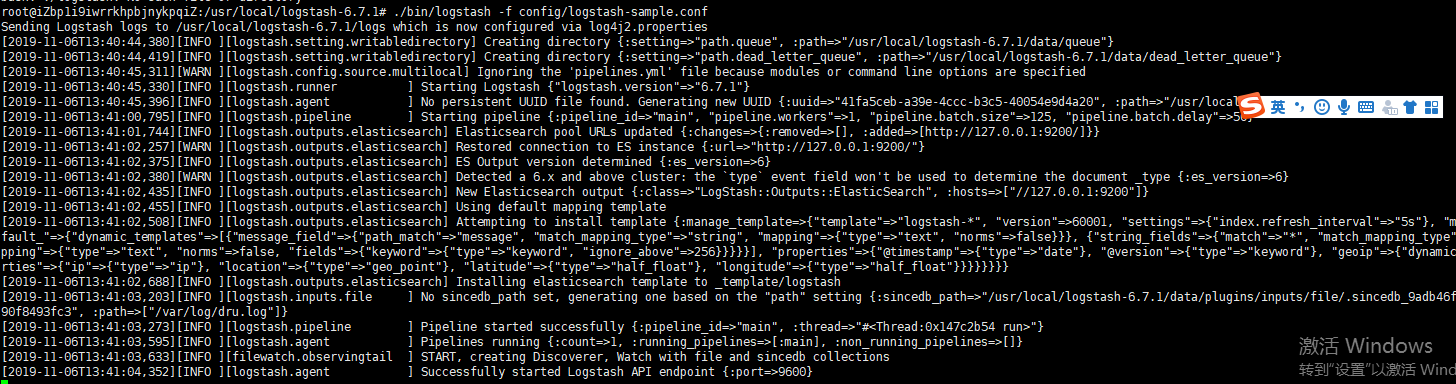 root@iZbp1i9iwrrkhpbjnykpqiZ:/usr/local/logstash-6.7.1# ./bin/logstash -f config/logstash-sample.conf
Sending Logstash logs to /usr/local/logstash-6.7.1/logs which is now configured via log4j2.properties
[2019-11-06T13:40:44,380][INFO ][logstash.setting.writabledirectory] Creating directory {:setting=>"path.queue", :path=>"/usr/local/logstash-6.7.1/data/queue"}
[2019-11-06T13:40:44,419][INFO ][logstash.setting.writabledirectory] Creating directory {:setting=>"path.dead_letter_queue", :path=>"/usr/local/logstash-6.7.1/data/dead_letter_queue"}
[2019-11-06T13:40:45,311][WARN ][logstash.config.source.multilocal] Ignoring the 'pipelines.yml' file because modules or command line options are specified
[2019-11-06T13:40:45,330][INFO ][logstash.runner          ] Starting Logstash {"logstash.version"=>"6.7.1"}
[2019-11-06T13:40:45,396][INFO ][logstash.agent           ] No persistent UUID file found. Generating new UUID {:uuid=>"41fa5ceb-a39e-4ccc-b3c5-40054e9d4a20", :path=>"/usr/local
英
[2019-11-06T13:41:00,795][INFO ][logstash.pipeline        ] Starting pipeline {:pipeline_id=>"main", "pipeline.workers"=>1, "pipeline.batch.size"=>125, "pipeline.batch.delay"=>50}
[2019-11-06T13:41:01,744][INFO ][logstash.outputs.elasticsearch] Elasticsearch pool URLs updated {:changes=>{:removed=>[], :added=>[http://127.0.0.1:9200/]}}
[2019-11-06T13:41:02,257][WARN ][logstash.outputs.elasticsearch] Restored connection to ES instance {:url=>"http://127.0.0.1:9200/"}
[2019-11-06T13:41:02,375][INFO ][logstash.outputs.elasticsearch] ES Output version determined {:es_version=>6}
[2019-11-06T13:41:02,380][WARN ][logstash.outputs.elasticsearch] Detected a 6.x and above cluster: the `type` event field won't be used to determine the document _type {:es_version=>6}
[2019-11-06T13:41:02,435][INFO ][logstash.outputs.elasticsearch] New Elasticsearch output {:class=>"LogStash::Outputs::ElasticSearch", :hosts=>["//127.0.0.1:9200"]}
[2019-11-06T13:41:02,455][INFO ][logstash.outputs.elasticsearch] Using default mapping template
[2019-11-06T13:41:02,508][INFO ][logstash.outputs.elasticsearch] Attempting to install template {:manage_template=>{"template"=>"logstash-*", "version"=>60001, "settings"=>{"index.refresh_interval"=>"5s"}, "m
fault_"=>{"dynamic_templates"=>[{"message_field"=>{"path_match"=>"message", "match_mapping_type"=>"string", "mapping"=>{"type"=>"text", "norms"=>false}}}, {"string_fields"=>{"match"=>"*", "match_mapping_type"
pping"=>{"type"=>"text", "norms"=>false, "fields"=>{"keyword"=>{"type"=>"keyword", "ignore_above"=>256}}}}}], "properties"=>{"@timestamp"=>{"type"=>"date"}, "@version"=>{"type"=>"keyword"}, "geoip"=>{"dynamic
rties"=>{"ip"=>{"type"=>"ip"}, "location"=>{"type"=>"geo_point"}, "latitude"=>{"type"=>"half_float"}, "longitude"=>{"type"=>"half_float"}}}}}}}}
[2019-11-06T13:41:02,688][INFO ][logstash.outputs.elasticsearch] Installing elasticsearch template to _template/logstash
[2019-11-06T13:41:03,203][INFO ][logstash.inputs.file     ] No sincedb_path set, generating one based on the "path" setting {:sincedb_path=>"/usr/local/logstash-6.7.1/data/plugins/inputs/file/.sincedb_9adb46f
90f8493fc3", :path=>["/var/log/dru.log"]}
[2019-11-06T13:41:03,273][INFO ][logstash.pipeline        ] Pipeline started successfully {:pipeline_id=>"main", :thread=>"#<Thread:0x147c2b54 run>"}
[2019-11-06T13:41:03,595][INFO ][logstash.agent           ] Pipelines running {:count=>1, :running_pipelines=>[:main], :non_running_pipelines=>[]}
[2019-11-06T13:41:03,633][INFO ][filewatch.observingtail  ] START, creating Discoverer, Watch with file and sincedb collections
[2019-11-06T13:41:04,352][INFO ][logstash.agent           ] Successfully started Logstash API endpoint {:port=>9600}
激活 Windows
转到"设置"以激活 Wind